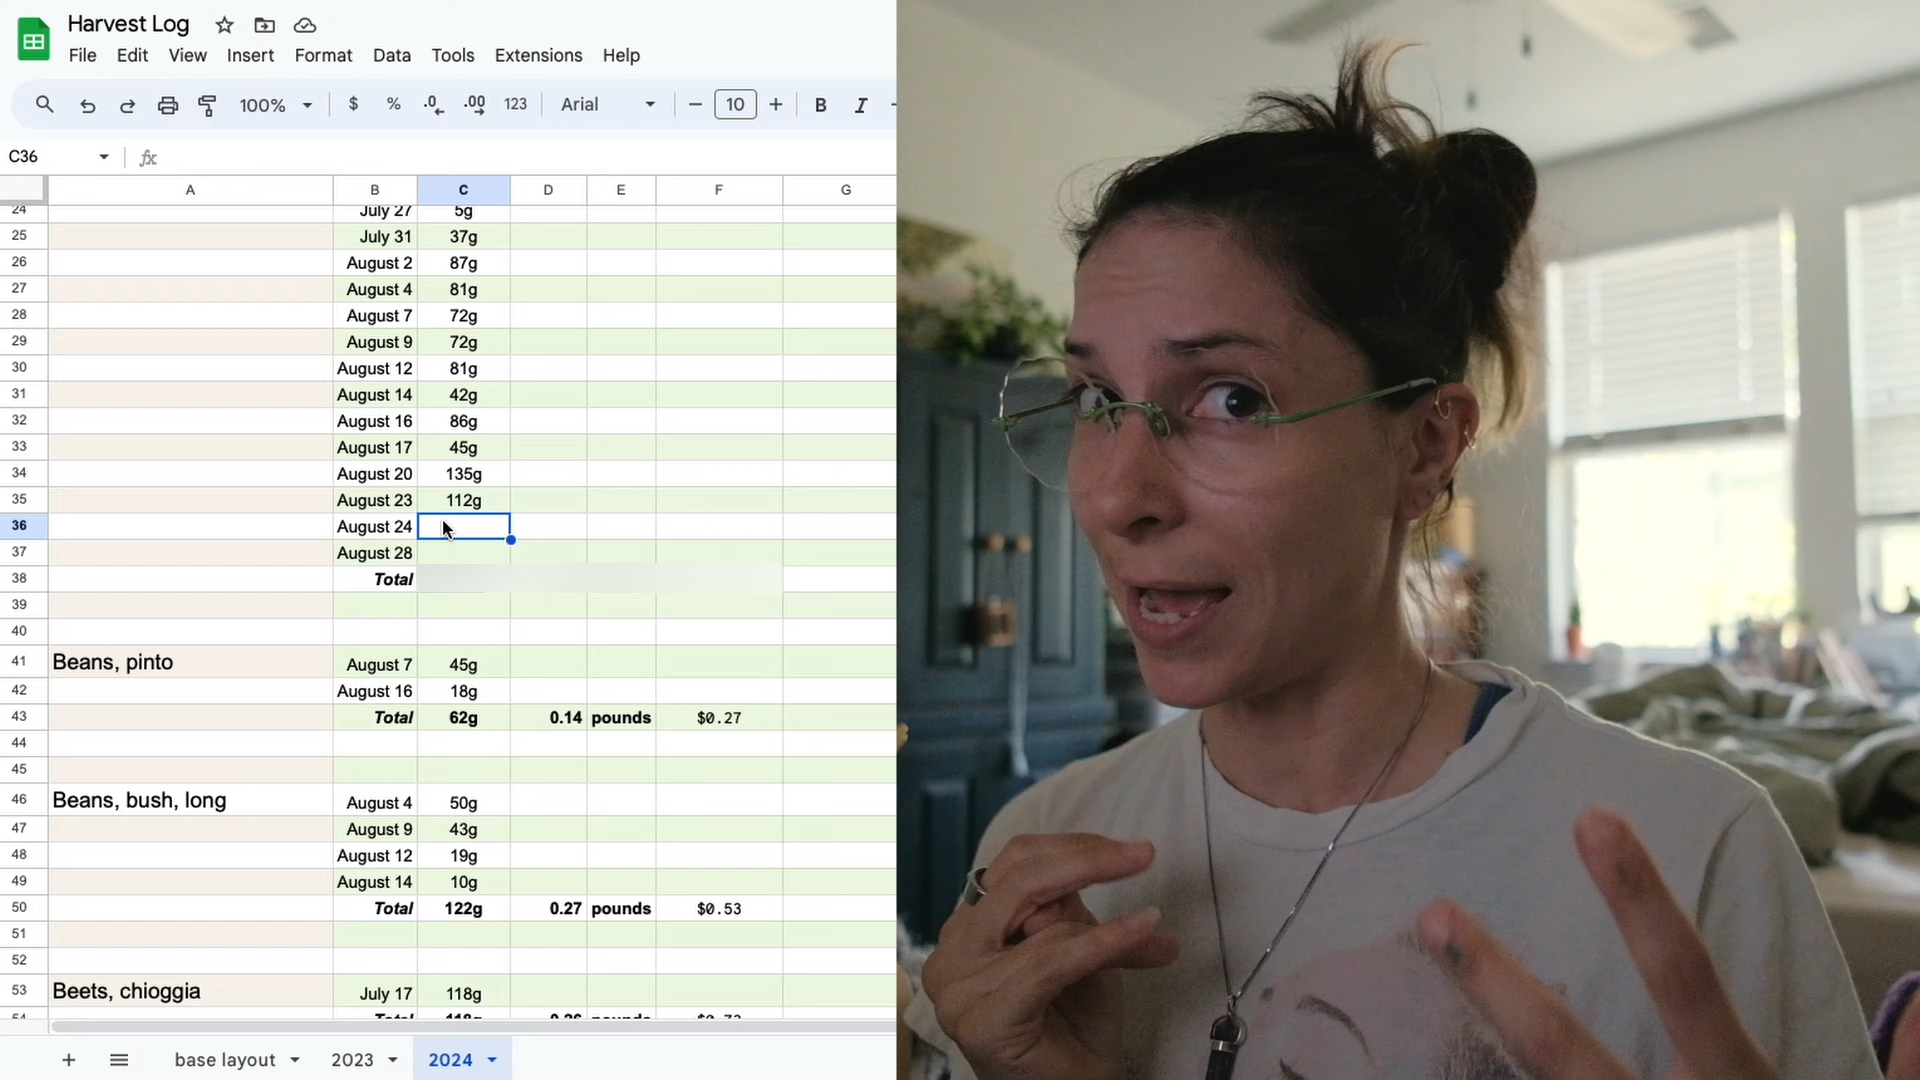 Harvest Log
File Edit View Insert Format Data Tools Extensions Help
100% $ % .0 .00 123 Arial 10 B I
C36 fx
A B C D E F G
24 July 27 5g
25 July 31 37g
26 August 2 87g
27 August 4 81g
28 August 7 72g
29 August 9 72g
30 August 12 81g
31 August 14 42g
32 August 16 86g
33 August 17 45g
34 August 20 135g
35 August 23 112g
36 August 24
37 August 28
38 Total
39
40
41 Beans, pinto August 7 45g
42 August 16 18g
43 Total 62g 0.14 pounds $0.27
44
45
46 Beans, bush, long August 4 50g
47 August 9 43g
48 August 12 19g
49 August 14 10g
50 Total 122g 0.27 pounds $0.53
51
52
53 Beets, chioggia July 17 118g
54 Total 118g 0.26 pounds
base layout 2023 2024